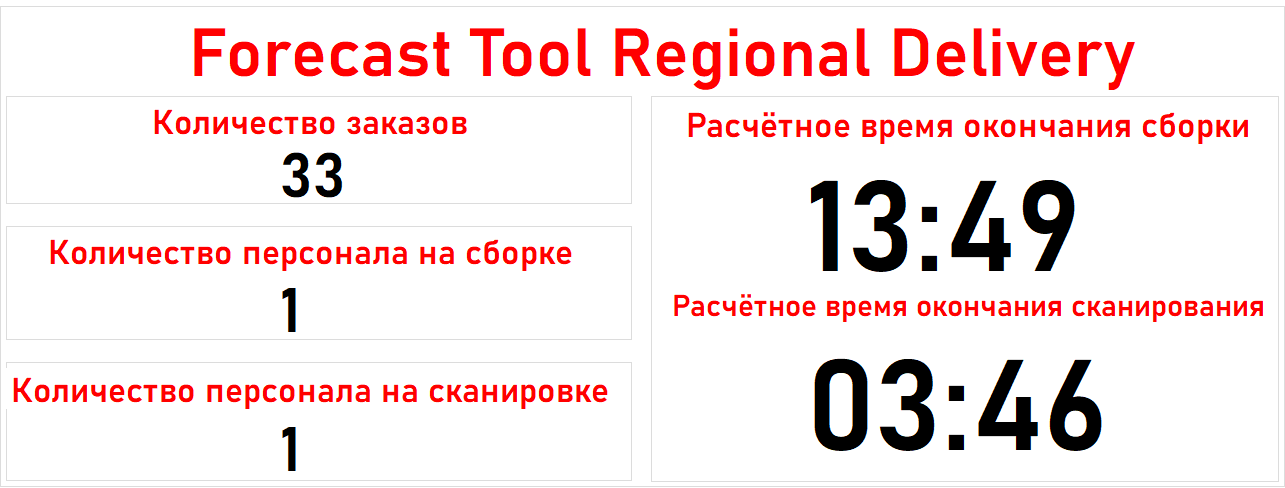 Forecast Tool Regional Delivery
Количество заказов
33
Количество персонала на сборке
1
Количество персонала на сканировке
1
Расчётное время окончания сборки
13:49
Расчётное время окончания сканирования
03:46